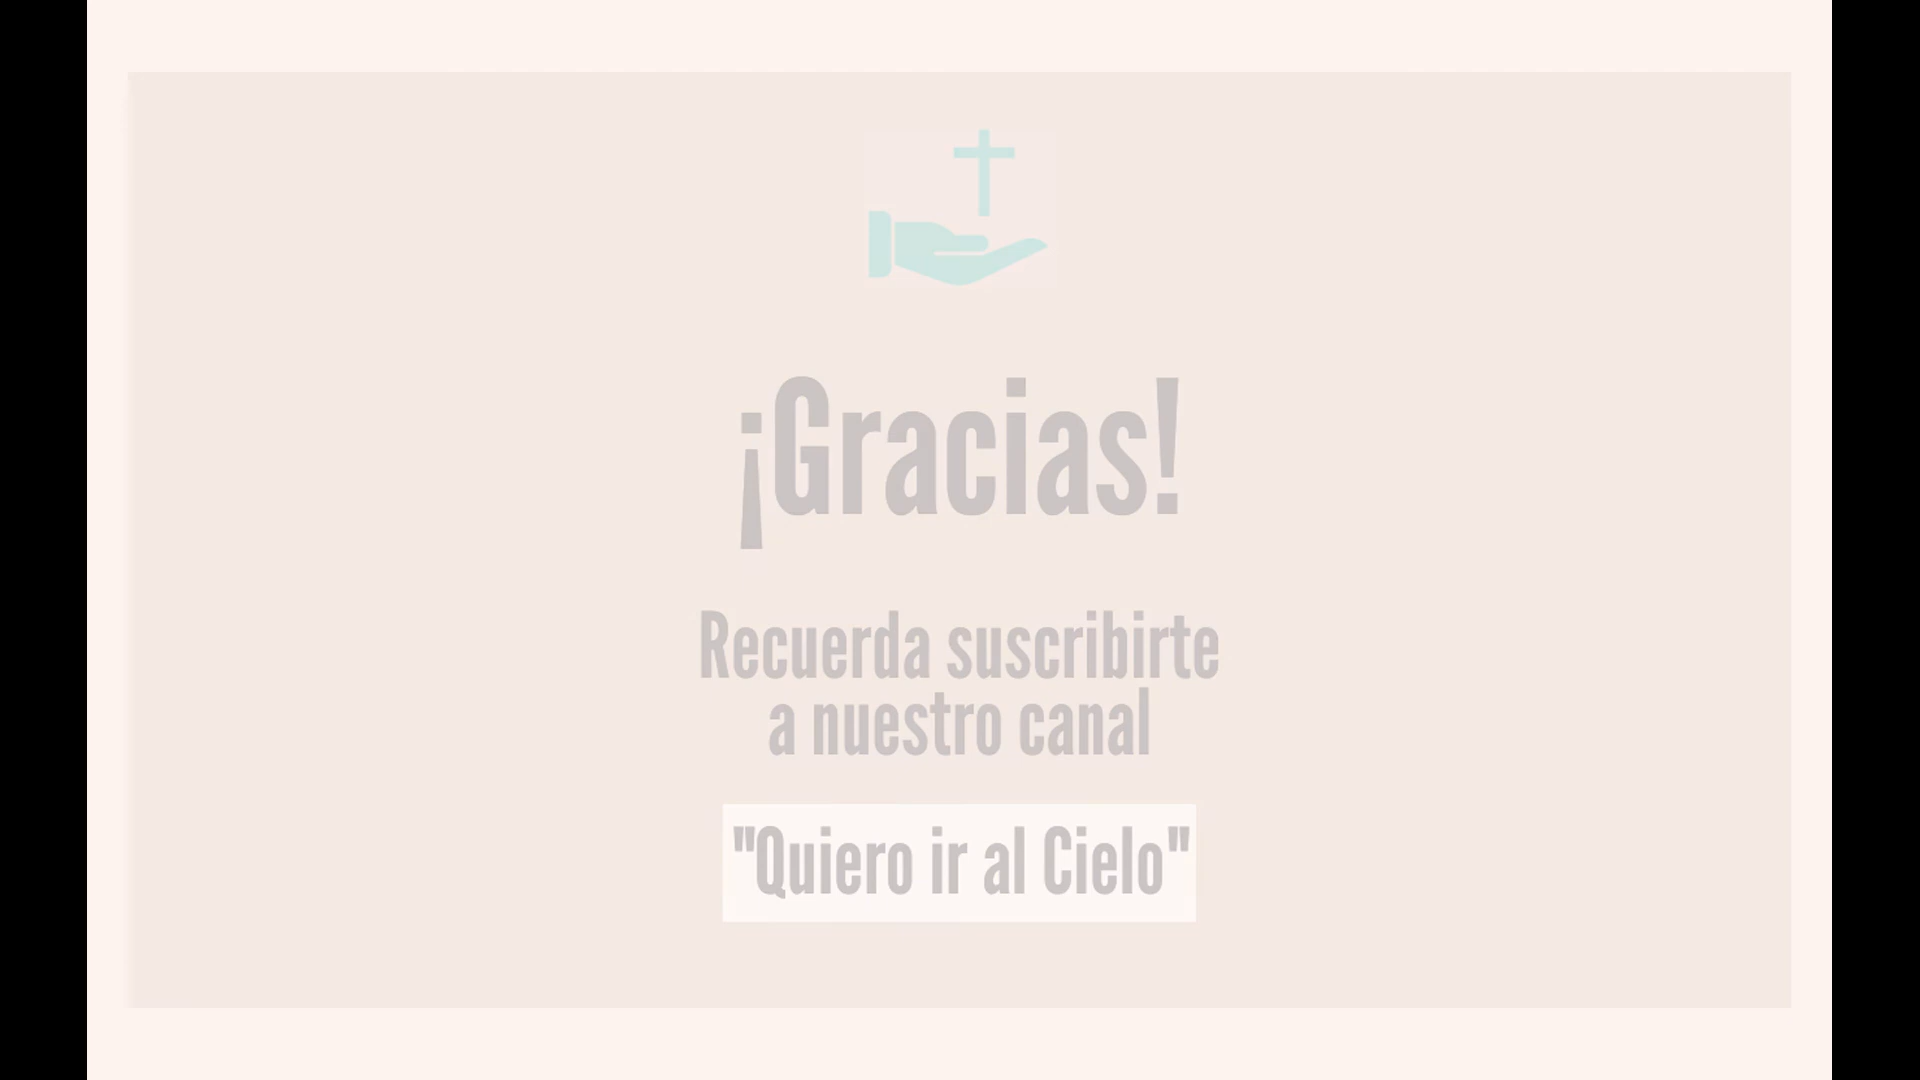 ¡Gracias!
Recuerda suscribirte
a nuestro canal
"Quiero ir al Cielo"